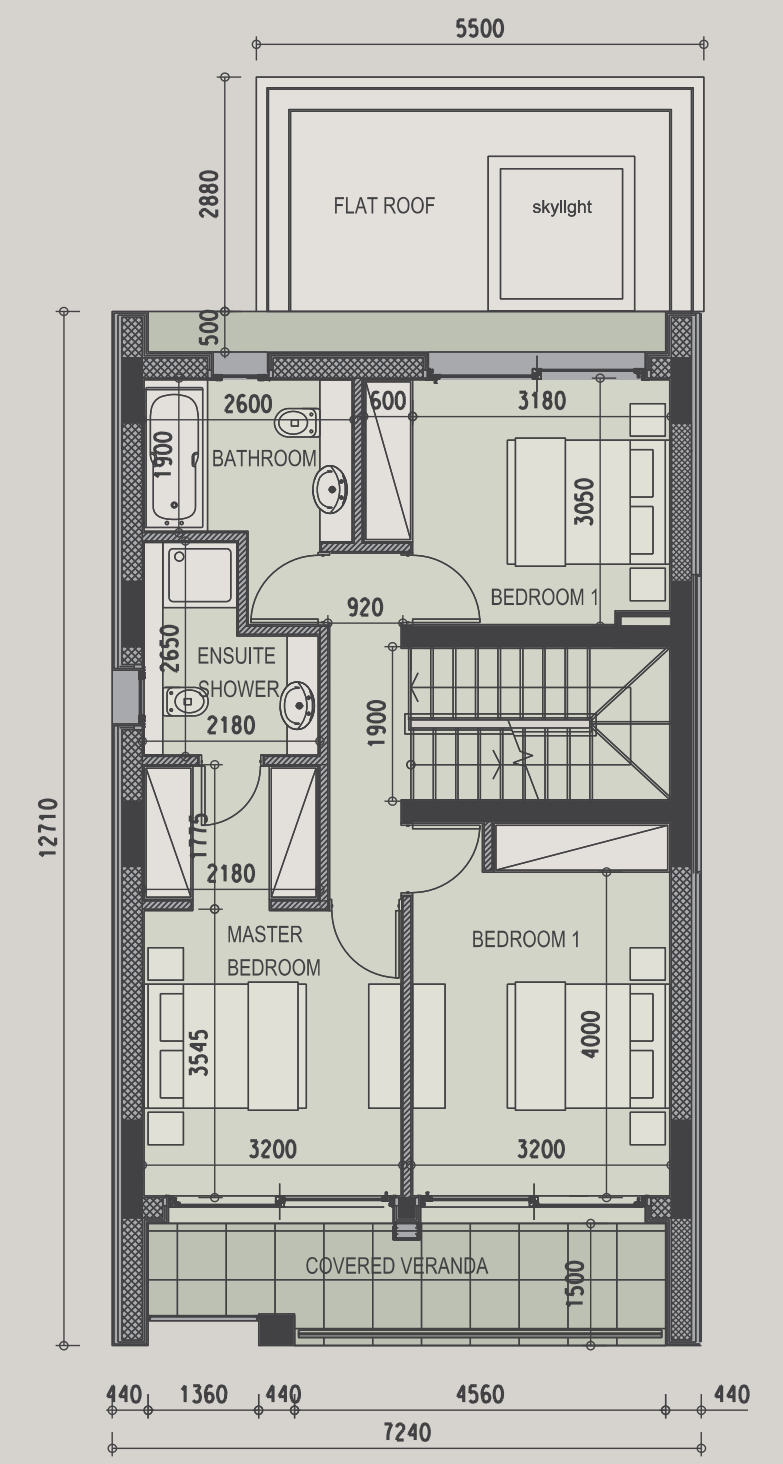 5500
2880
FLAT ROOF
skyllght
500
2600
600
3180
1900
BATHROOM
3050
BEDROOM 1
920
2650
ENSUITE
SHOWER
2180
1900
12710
1775
2180
MASTER
BEDROOM
BEDROOM 1
3545
4000
3200
3200
COVERED VERANDA
1500
440
1360
440
4560
440
7240